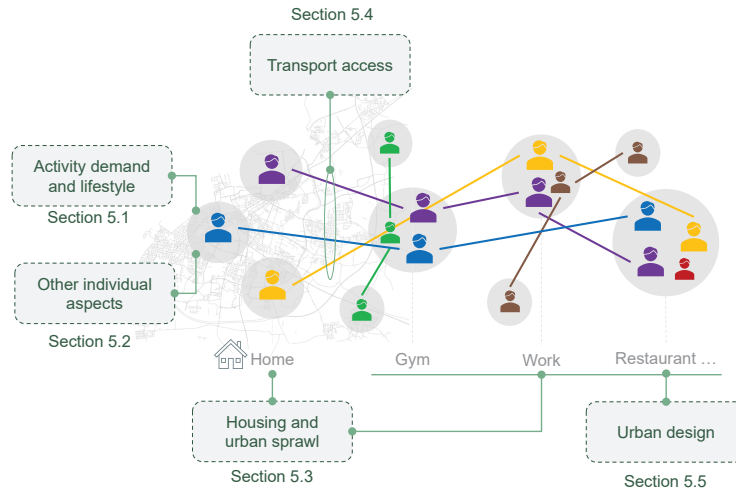 Section 5.4
Transport access
Activity demand
and lifestyle
Section 5.1
Other individual
aspects
Section 5.2
Home
Gym
Work
Restaurant ...
Housing and
urban sprawl
Section 5.3
Urban design
Section 5.5